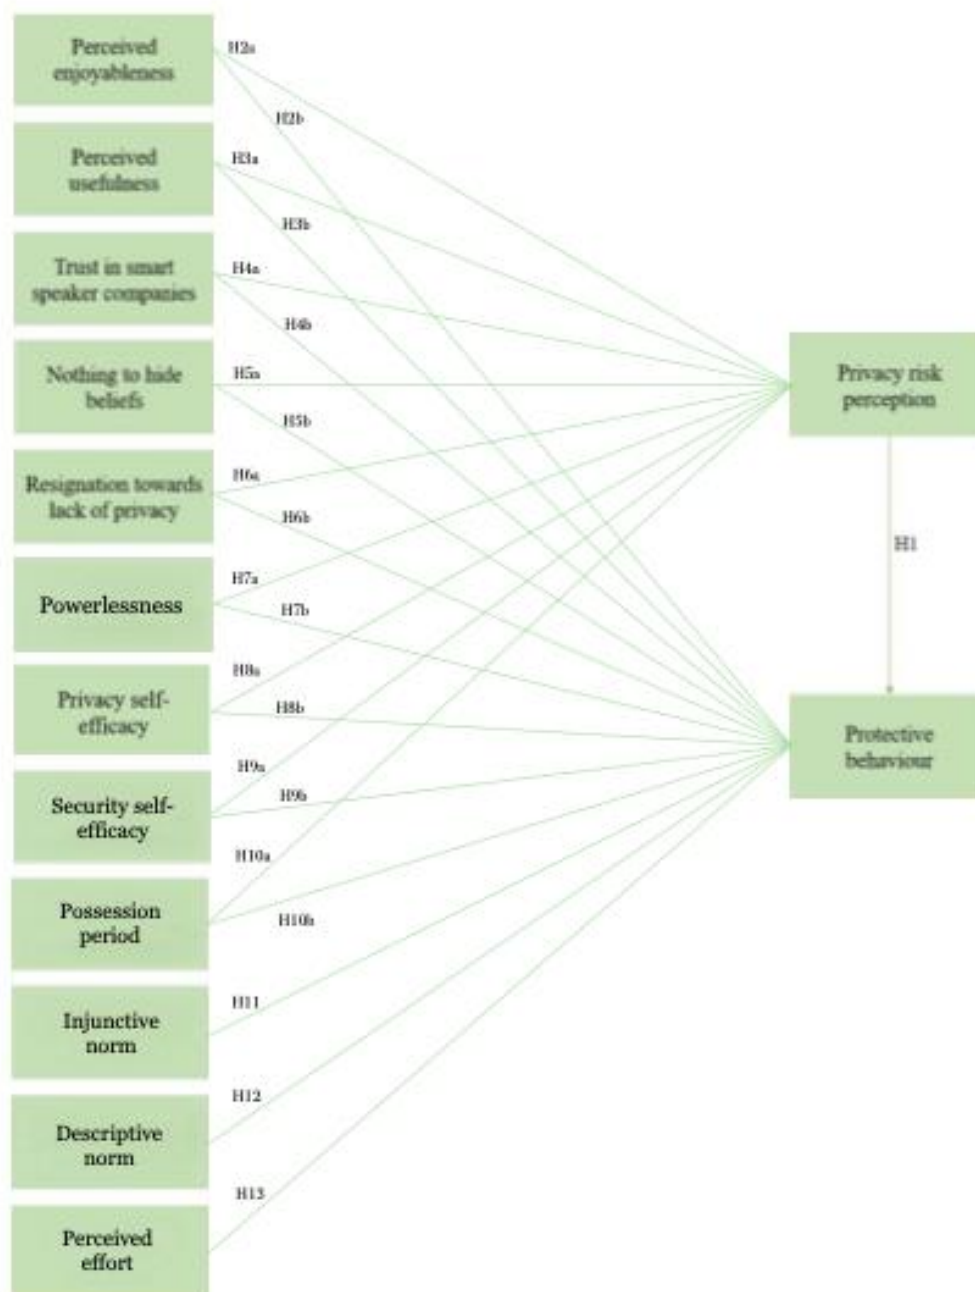 Perceived
enjoyableness
H2a
H2b
Perceived
usefulness
H3a
H3b
Trust in smart
speaker companies
H4a
H4b
Nothing to hide
beliefs
H5a
H5b
Resignation towards
lack of privacy
H6a
H6b
Powerlessness
H7a
H7b
Privacy self-
efficacy
H8a
H8b
Security self-
efficacy
H9a
H9b
Possession
period
H10a
H10b
Injunctive
norm
H11
Descriptive
norm
H12
Perceived
effort
H13
Privacy risk
perception
H1
Protective
behaviour